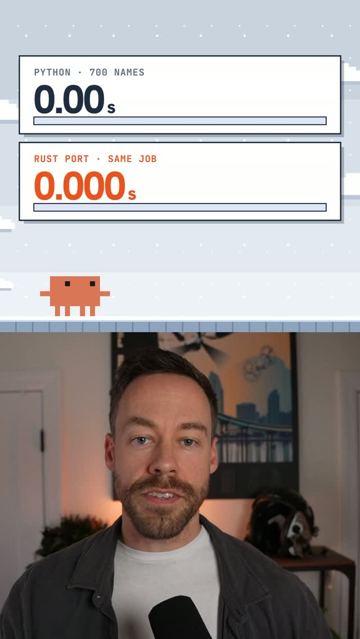 PYTHON · 700 NAMES
0.00s
RUST PORT · SAME JOB
0.000s